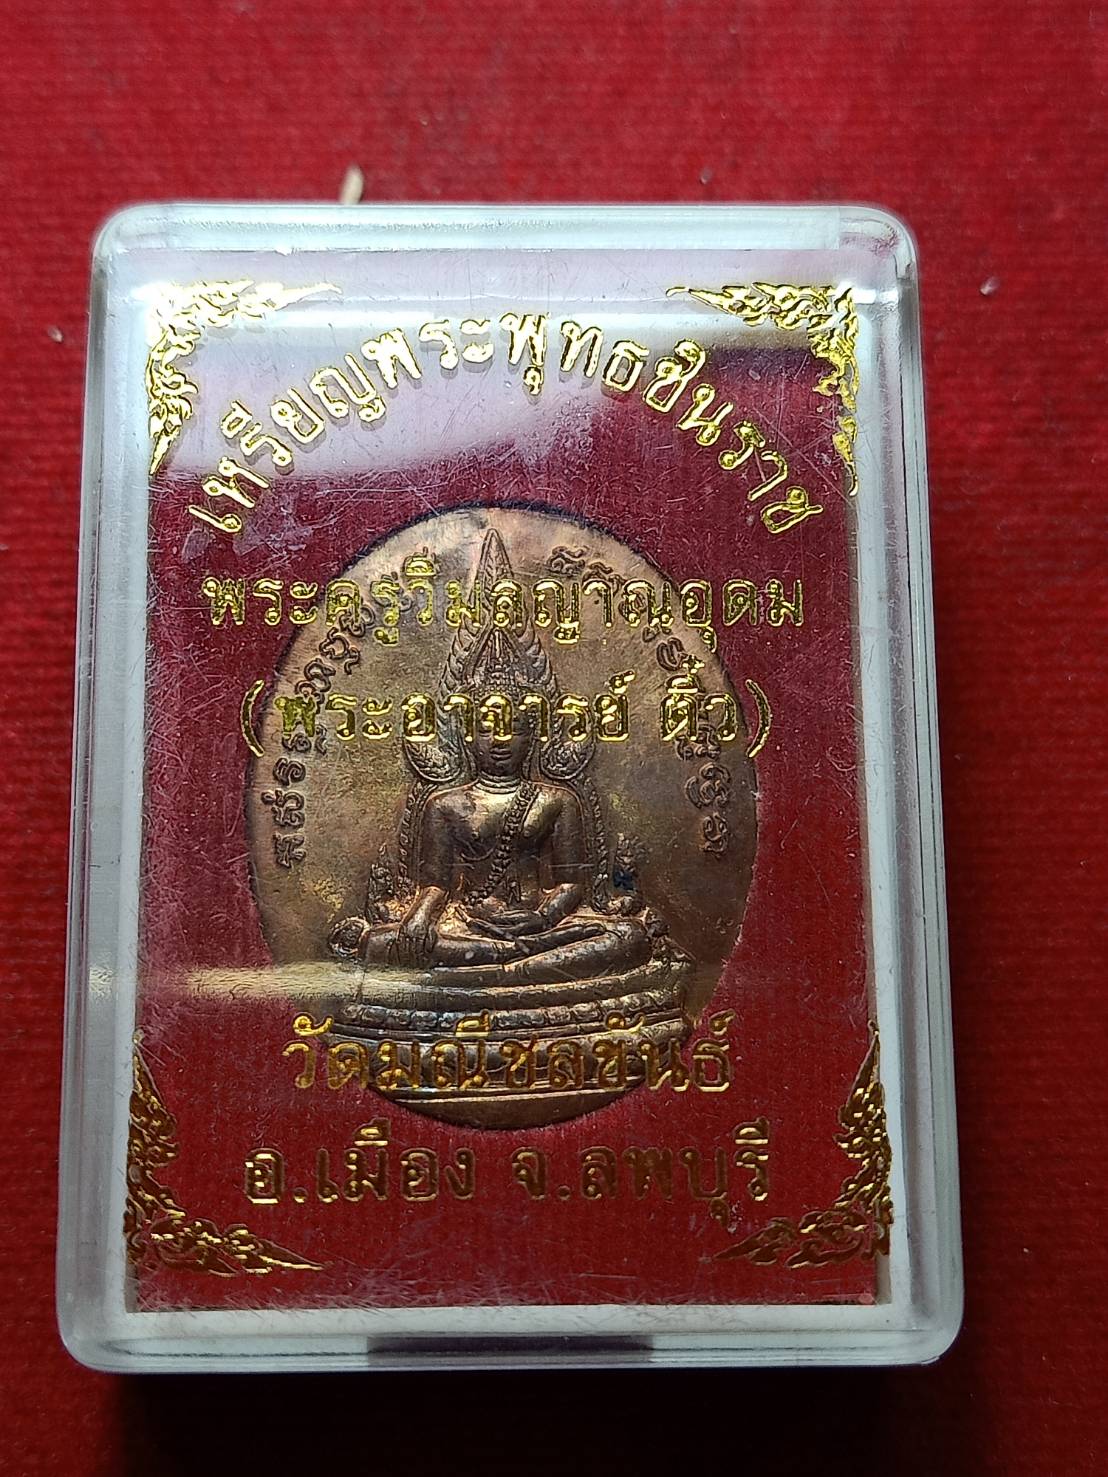 เหรียญพระพุทธชินราช
พระครูวิมลญาณอุดม
(พระอาจารย์ ติ๋ว)
วัดมณีชลขันธ์
อ.เมือง จ.ลพบุรี